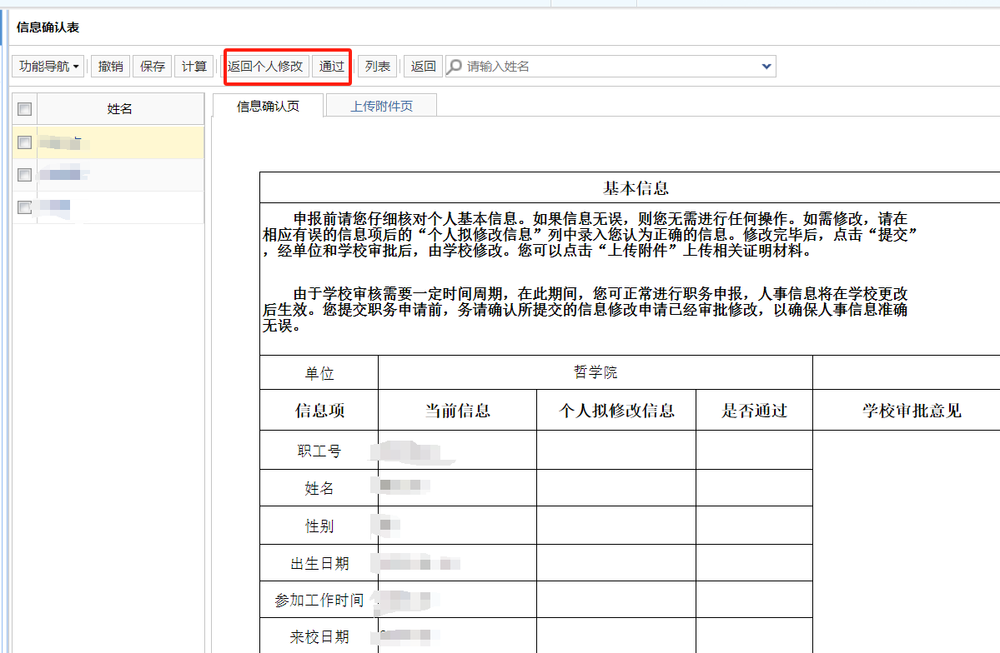 信息确认表
功能导航 撤销 保存 计算 返回个人修改 通过 列表 返回 请输入姓名
姓名 信息确认页 上传附件页
基本信息
申报前请您仔细核对个人基本信息。如果信息无误，则您无需进行任何操作。如需修改，请在
相应有误的信息项后的“个人拟修改信息”列中录入您认为正确的信息。修改完毕后，点击“提交”
，经单位和学校审批后，由学校修改。您可以点击“上传附件”上传相关证明材料。
由于学校审核需要一定时间周期，在此期间，您可正常进行职务申报，人事信息将在学校更改
后生效。您提交职务申请前，务请确认所提交的信息修改申请已经审批修改，以确保人事信息准确
无误。
单位 哲学院
信息项 当前信息 个人拟修改信息 是否通过 学校审批意见
职工号
姓名
性别
出生日期
参加工作时间
来校日期